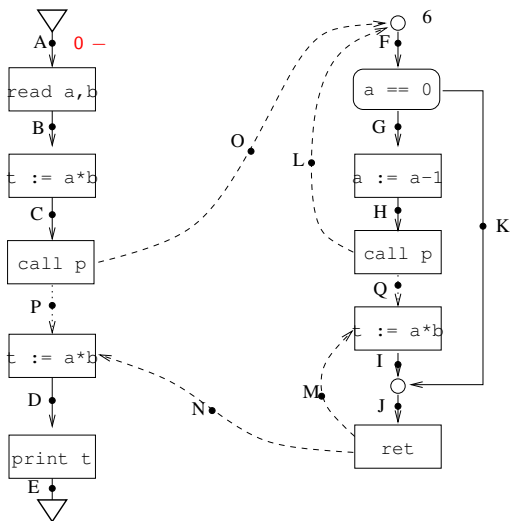 6
A
0 –
F
read a,b
a == 0
B
G
O
L
t := a*b
a := a-1
C
H
K
call p
call p
P
Q
t := a*b
t := a*b
I
D
M
N
J
print t
ret
E